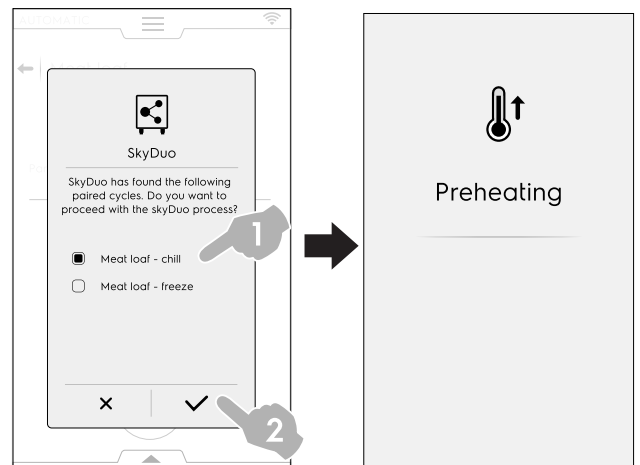 AUTOMATIC
SkyDuo
SkyDuo has found the following
paired cycles. Do you want to
proceed with the skyDuo process?
1
Meat loaf - chill
Meat loaf - freeze
2
Preheating